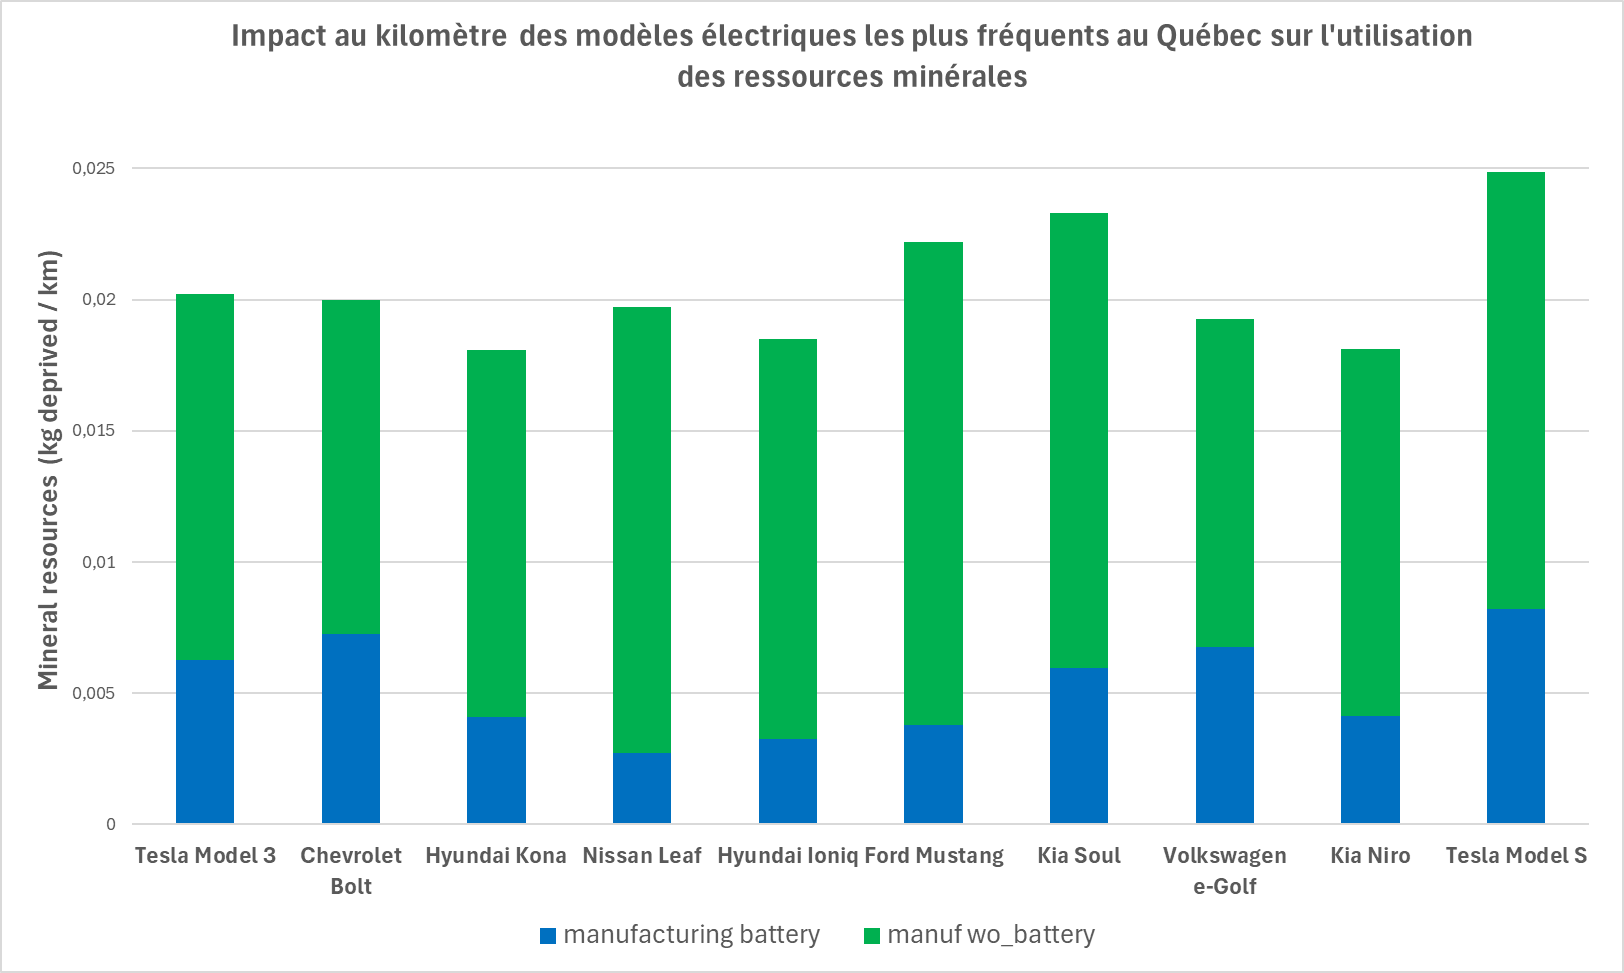 Impact au kilomètre des modèles électriques les plus fréquents au Québec sur l'utilisation
des ressources minérales
Mineral resources (kg deprived / km)
0,025
0,02
0,015
0,01
0,005
0
Tesla Model 3
Chevrolet
Bolt
Hyundai Kona
Nissan Leaf
Hyundai Ioniq
Ford Mustang
Kia Soul
Volkswagen
e-Golf
Kia Niro
Tesla Model S
manufacturing battery
manuf wo_battery